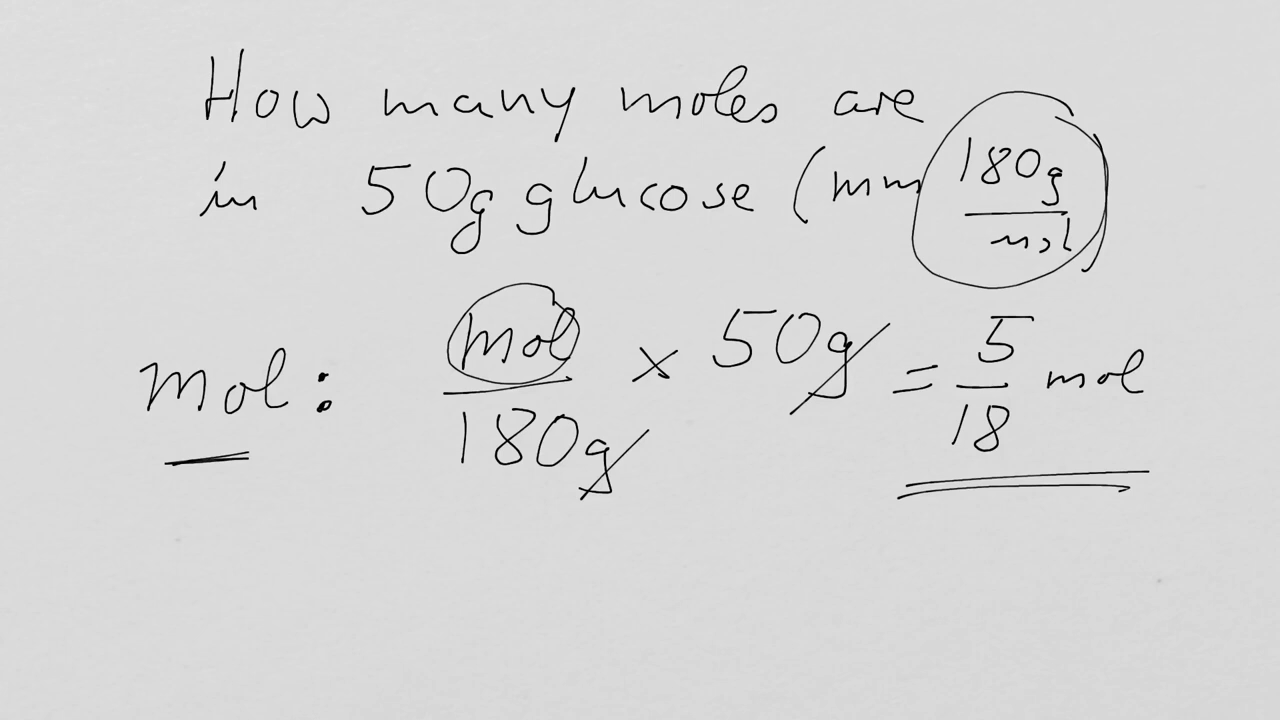 How many moles are
in 50g glucose (mm 180g/mol)
mol: mol/180g × 50g = 5/18 mol